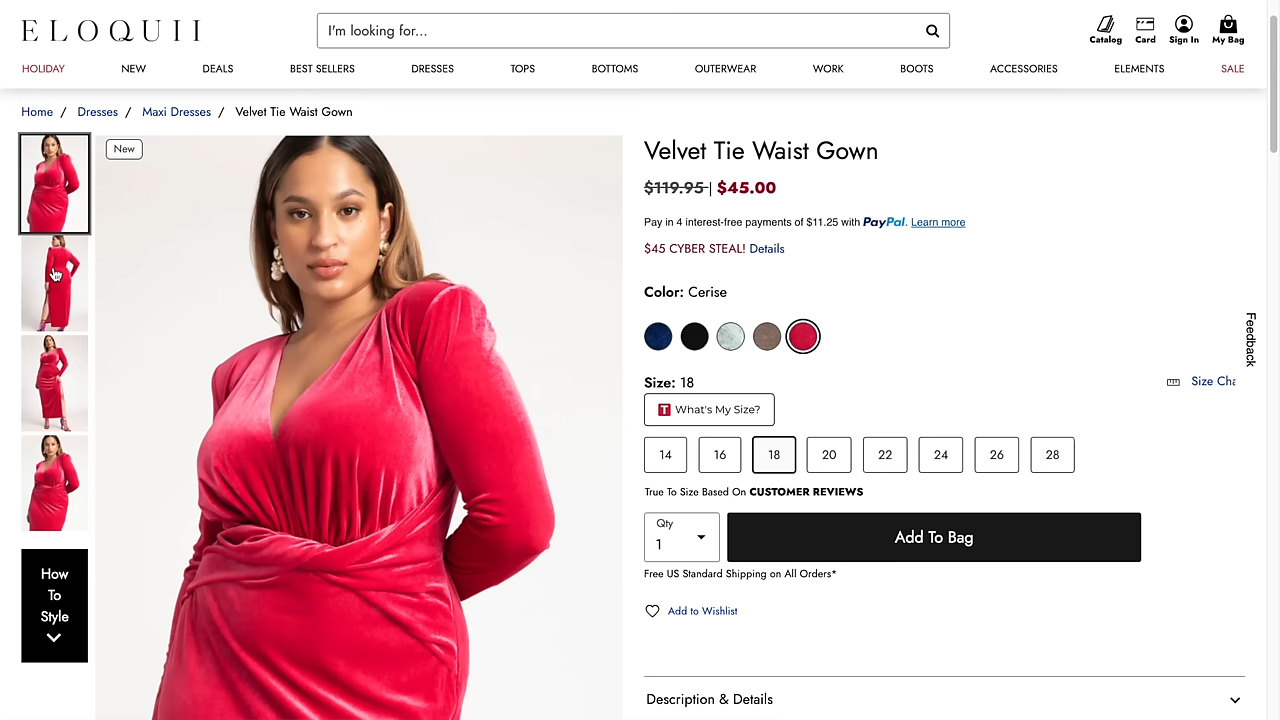 ELOQUII
I'm looking for...
Catalog
Card
Sign In
My Bag
HOLIDAY
NEW
DEALS
BEST SELLERS
DRESSES
TOPS
BOTTOMS
OUTERWEAR
WORK
BOOTS
ACCESSORIES
ELEMENTS
SALE
Home / Dresses / Maxi Dresses / Velvet Tie Waist Gown
New
How
To
Style
Velvet Tie Waist Gown
$119.95 | $45.00
Pay in 4 interest-free payments of $11.25 with PayPal. Learn more
$45 CYBER STEAL! Details
Color: Cerise
Size: 18
Size Cha
T What's My Size?
14
16
18
20
22
24
26
28
True To Size Based On CUSTOMER REVIEWS
Qty
1
Add To Bag
Free US Standard Shipping on All Orders*
Add to Wishlist
Description & Details
Feedback